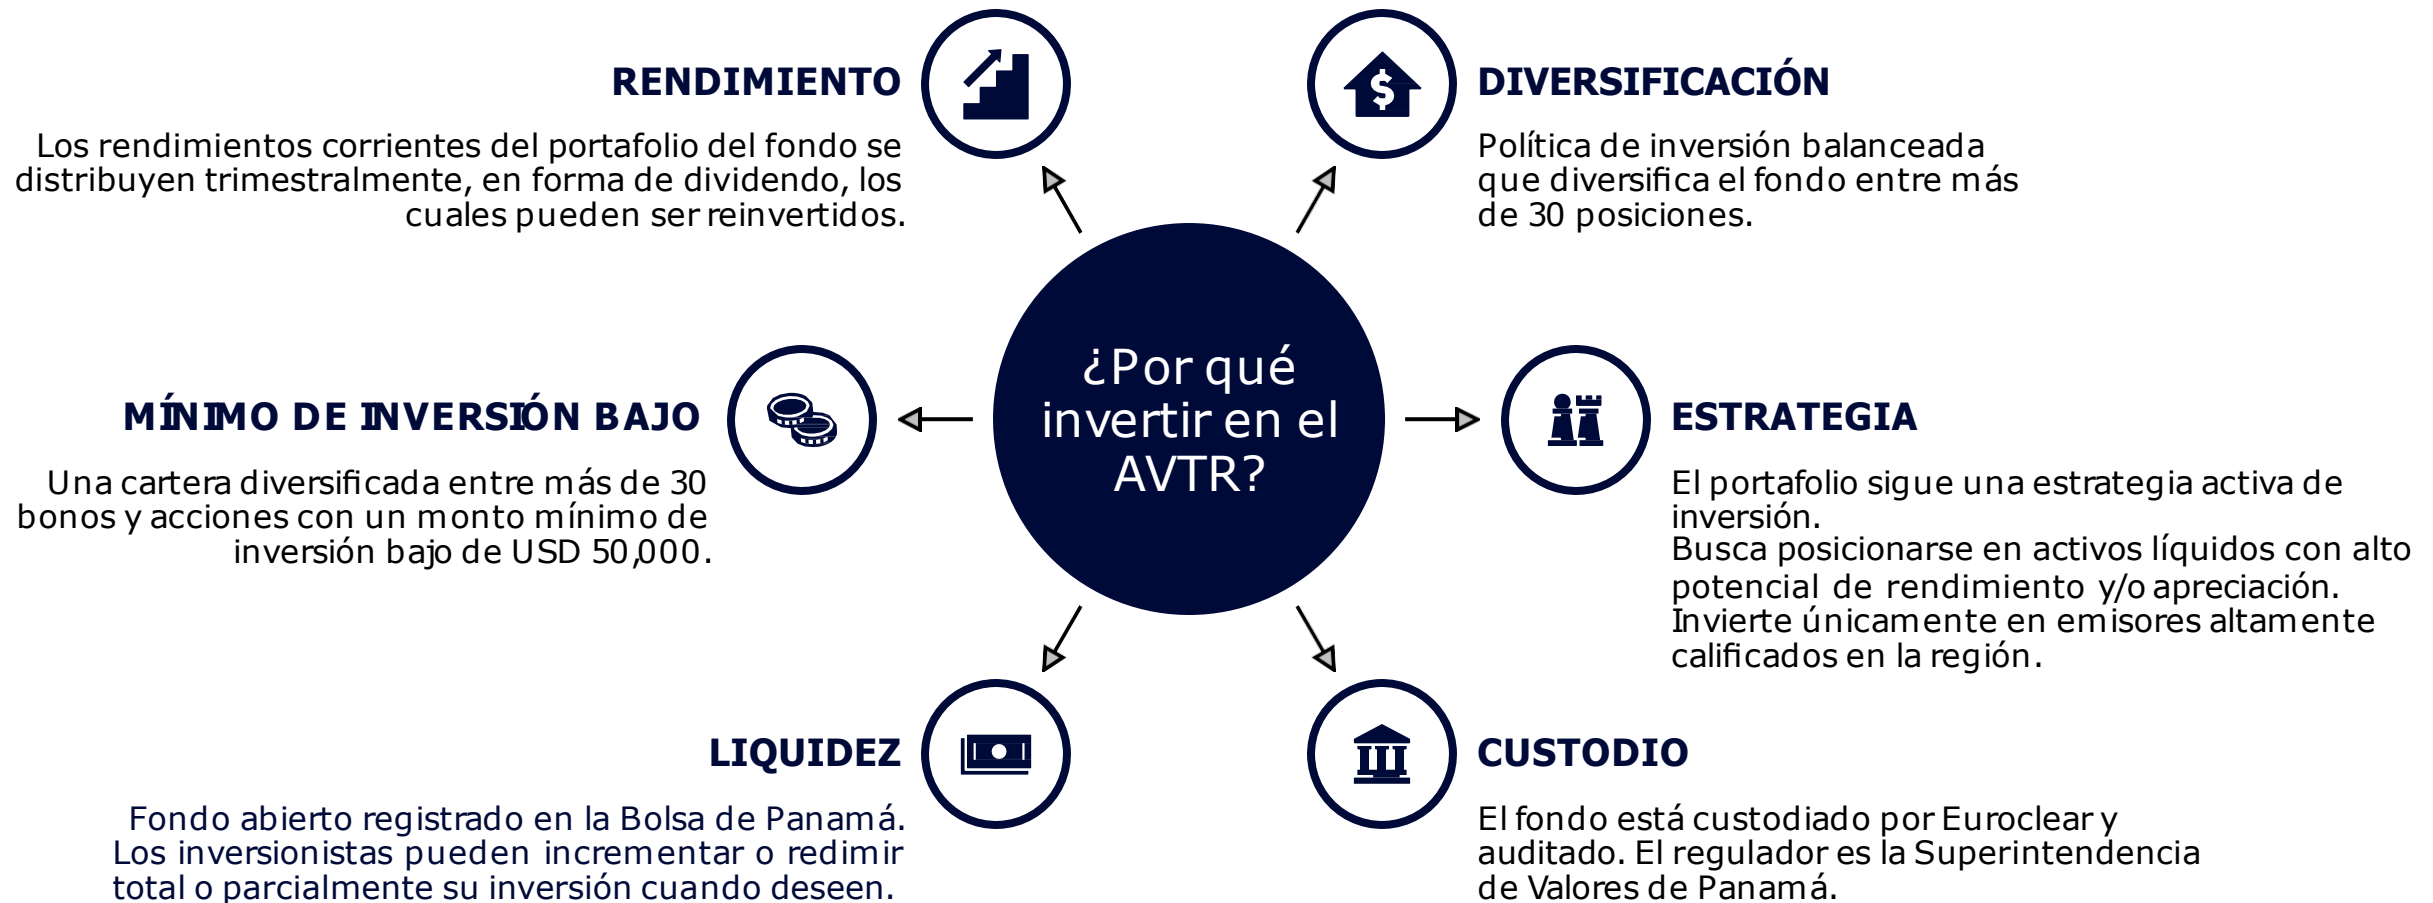 RENDIMIENTO
Los rendimientos corrientes del portafolio del fondo se
distribuyen trimestralmente, en forma de dividendo, los
cuales pueden ser reinvertidos.
DIVERSIFICACIÓN
Política de inversión balanceada
que diversifica el fondo entre más
de 30 posiciones.
MÍNIMO DE INVERSIÓN BAJO
Una cartera diversificada entre más de 30
bonos y acciones con un monto mínimo de
inversión bajo de USD 50,000.
¿Por qué
invertir en el
AVTR?
ESTRATEGIA
El portafolio sigue una estrategia activa de
inversión.
Busca posicionarse en activos líquidos con alto
potencial de rendimiento y/o apreciación.
Invierte únicamente en emisores altamente
calificados en la región.
LIQUIDEZ
Fondo abierto registrado en la Bolsa de Panamá.
Los inversionistas pueden incrementar o redimir
total o parcialmente su inversión cuando deseen.
CUSTODIO
El fondo está custodiado por Euroclear y
auditado. El regulador es la Superintendencia
de Valores de Panamá.